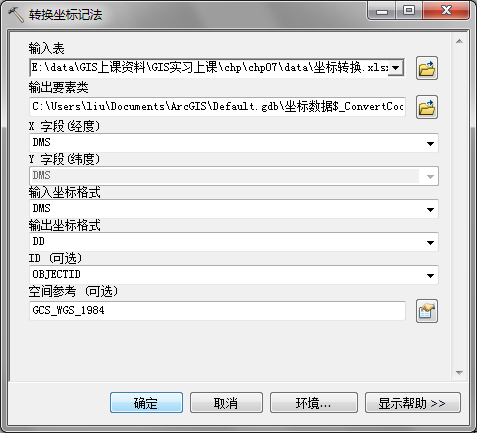 转换坐标记法
输入表
E:\data\GIS上课资料\GIS实习上课\chp\chp07\data\坐标转换.xlsx
输出要素类
C:\Users\liu\Documents\ArcGIS\Default.gdb\坐标数据$_ConvertCoo
X 字段(经度)
DMS
Y 字段(纬度)
DMS
输入坐标格式
DMS
输出坐标格式
DD
ID (可选)
OBJECTID
空间参考 (可选)
GCS_WGS_1984
确定 取消 环境... 显示帮助 >>